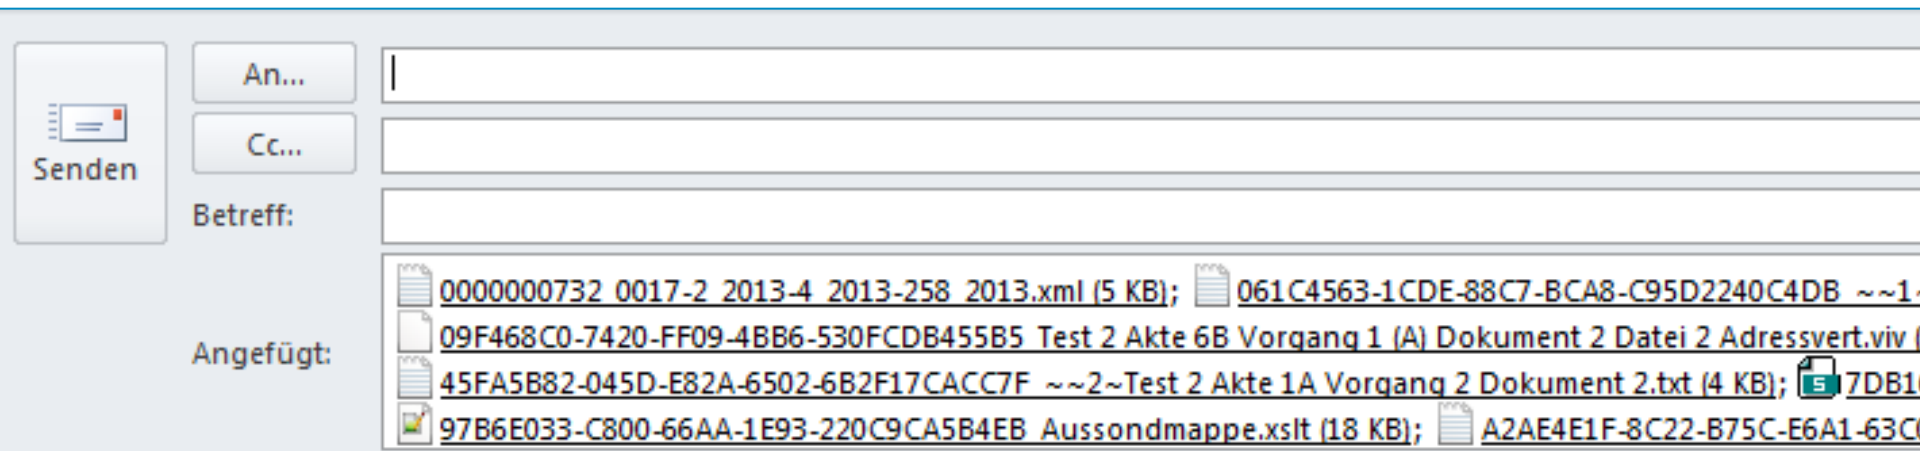 An...
Cc...
Senden
Betreff:
0000000732_0017-2_2013-4_2013-258_2013.xml (5 KB); 061C4563-1CDE-88C7-BCA8-C95D2240C4DB_~~1~
09F468C0-7420-FF09-4BB6-530FCDB455B5_Test 2 Akte 6B Vorgang 1 (A) Dokument 2 Datei 2 Adressvert.viv (
Angefügt:
45FA5B82-045D-E82A-6502-6B2F17CACC7F_~~2~Test 2 Akte 1A Vorgang 2 Dokument 2.txt (4 KB); 7DB1
97B6E033-C800-66AA-1E93-220C9CA5B4EB_Aussondmappe.xslt (18 KB); A2AE4E1F-8C22-B75C-E6A1-63C